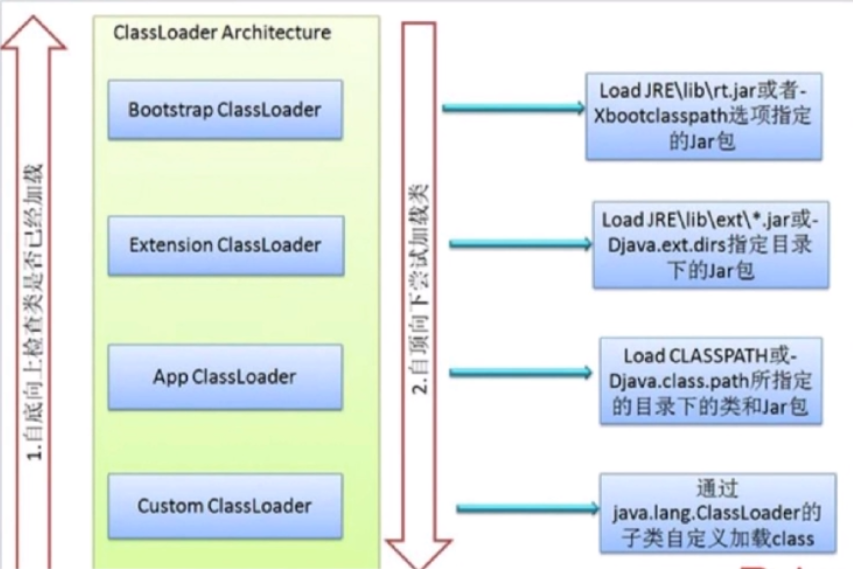 ClassLoader Architecture
1.自底向上检查类是否已经加载
2.自顶向下尝试加载类
Bootstrap ClassLoader
Load JRE\lib\rt.jar或者-
Xbootclasspath选项指定
的Jar包
Extension ClassLoader
Load JRE\lib\ext\*.jar或-
Djava.ext.dirs指定目录
下的Jar包
App ClassLoader
Load CLASSPATH或-
Djava.class.path所指定
的目录下的类和Jar包
Custom ClassLoader
通过
java.lang.ClassLoader的
子类自定义加载class